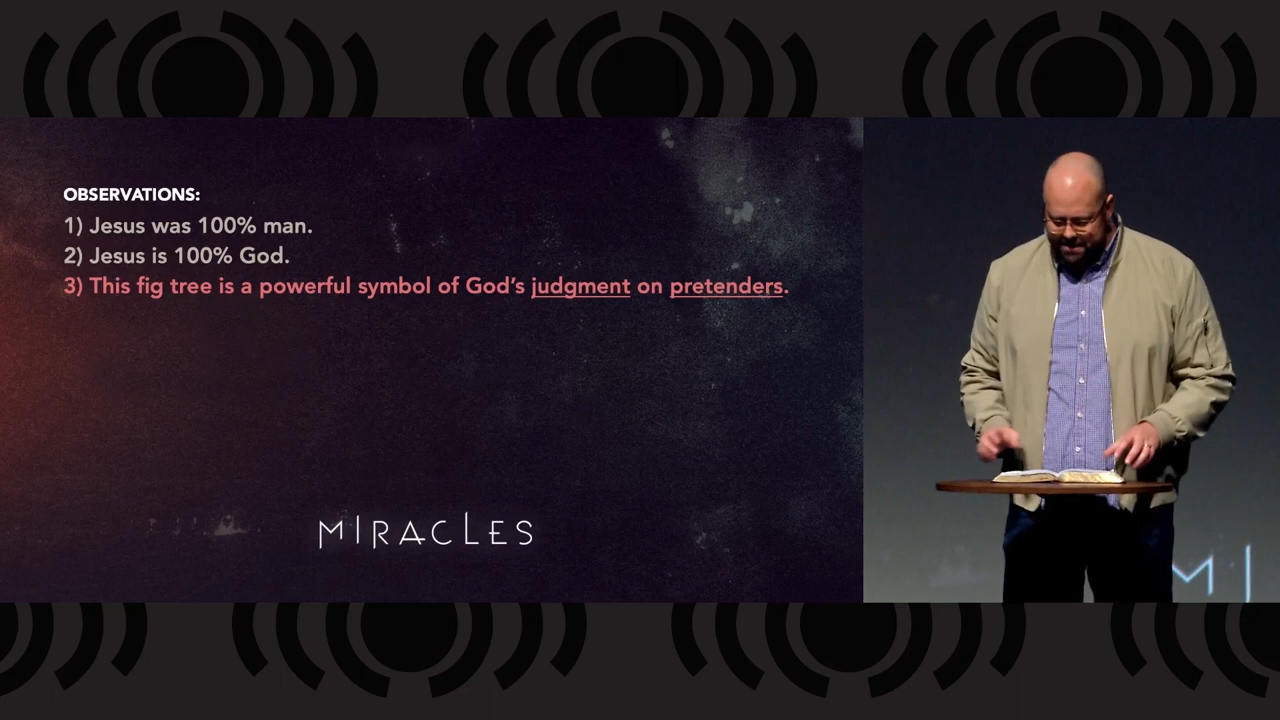 OBSERVATIONS:
1) Jesus was 100% man.
2) Jesus is 100% God.
3) This fig tree is a powerful symbol of God’s judgment on pretenders.
MIRACLES
MI